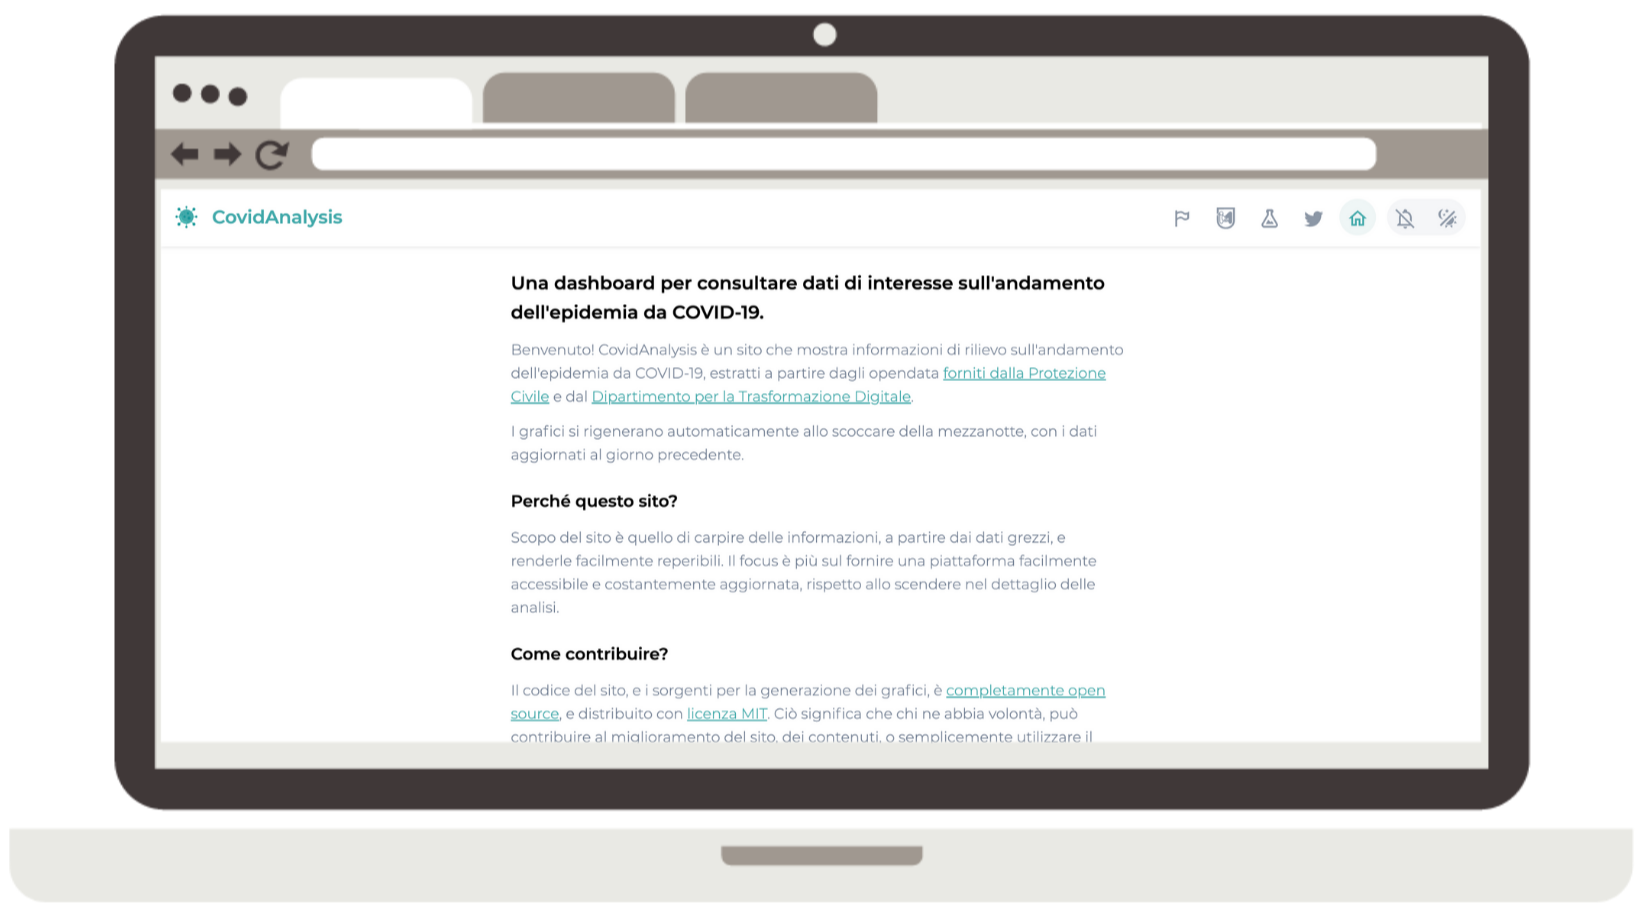 CovidAnalysis
Una dashboard per consultare dati di interesse sull'andamento
dell'epidemia da COVID-19.
Benvenuto! CovidAnalysis è un sito che mostra informazioni di rilievo sull'andamento
dell'epidemia da COVID-19, estratti a partire dagli opendata forniti dalla Protezione
Civile e dal Dipartimento per la Trasformazione Digitale.
I grafici si rigenerano automaticamente allo scoccare della mezzanotte, con i dati
aggiornati al giorno precedente.
Perché questo sito?
Scopo del sito è quello di carpire delle informazioni, a partire dai dati grezzi, e
renderle facilmente reperibili. Il focus è più sul fornire una piattaforma facilmente
accessibile e costantemente aggiornata, rispetto allo scendere nel dettaglio delle
analisi.
Come contribuire?
Il codice del sito, e i sorgenti per la generazione dei grafici, è completamente open
source, e distribuito con licenza MIT. Ciò significa che chi ne abbia volontà, può
contribuire al miglioramento del sito, dei contenuti, o semplicemente utilizzare il